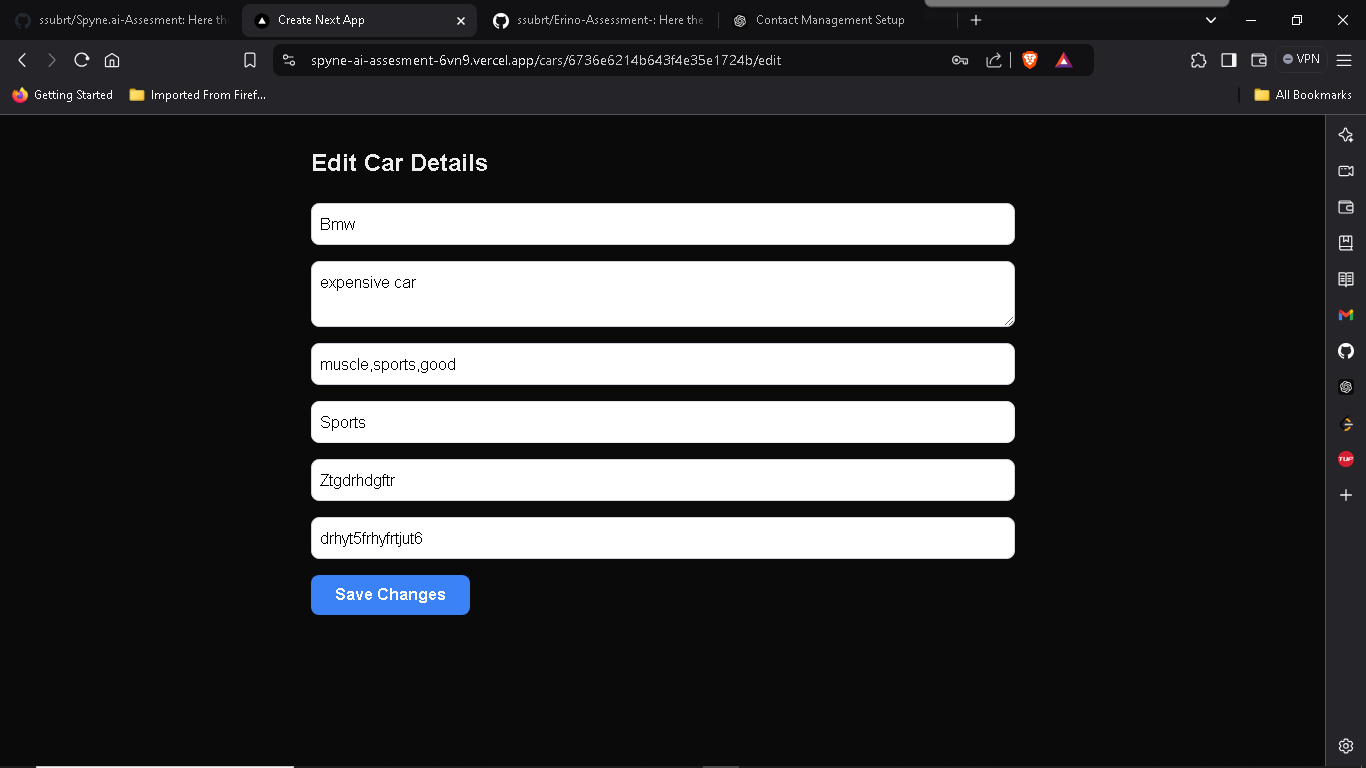 ssubrt/Spyne.ai-Assesment: Here the
Create Next App
ssubrt/Erino-Assessment-: Here the
Contact Management Setup
spyne-ai-assesment-6vn9.vercel.app/cars/6736e6214b643f4e35e1724b/edit
VPN
Getting Started
Imported From Firef...
All Bookmarks
Edit Car Details
Bmw
expensive car
muscle,sports,good
Sports
Ztgdrhdgftr
drhyt5frhyfrtjut6
Save Changes
TUF